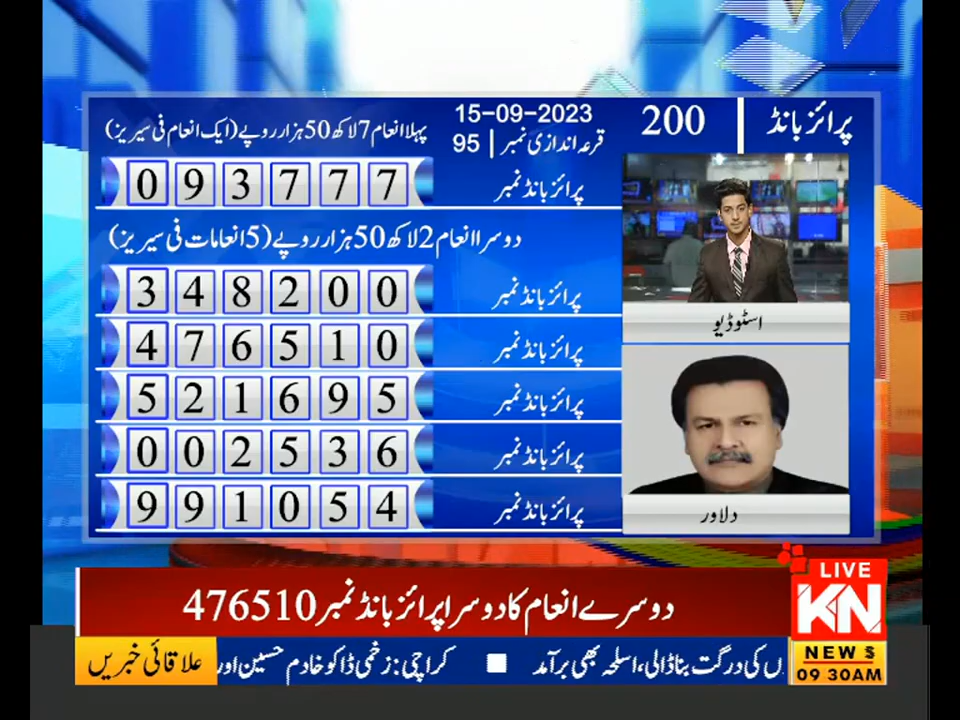 پرائز بانڈ
200
15-09-2023
قرعہ اندازی نمبر | 95
پہلا انعام 7 لاکھ 50 ہزار روپے (ایک انعام فی سیریز)
پرائز بانڈ نمبر 093777
دوسرا انعام 2 لاکھ 50 ہزار روپے (5 انعامات فی سیریز)
پرائز بانڈ نمبر 348200
پرائز بانڈ نمبر 476510
پرائز بانڈ نمبر 521695
پرائز بانڈ نمبر 002536
پرائز بانڈ نمبر 991054
اسٹوڈیو
دلاور
دوسرے انعام کا دوسرا پرائز بانڈ نمبر 476510
LIVE
KN
NEWS
09 30AM
علاقائی خبریں
کی درگت بنا ڈالی، اسلحہ بھی برآمد ■ کراچی: زخمی ڈاکو خادم حسین اور